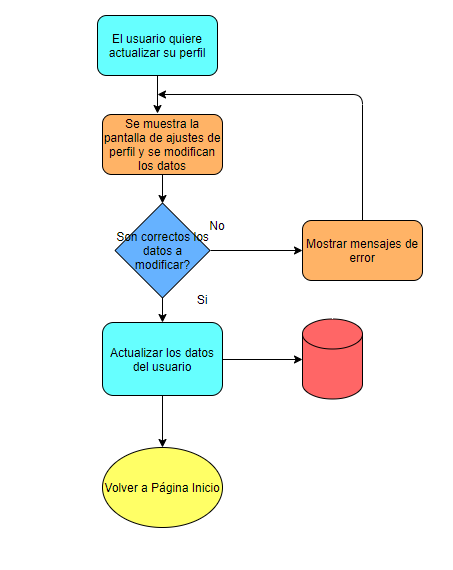 El usuario quiere
actualizar su perfil
Se muestra la
pantalla de ajustes de
perfil y se modifican
los datos
No
Son correctos los
datos a
modificar?
Mostrar mensajes de
error
Si
Actualizar los datos
del usuario
Volver a Página Inicio